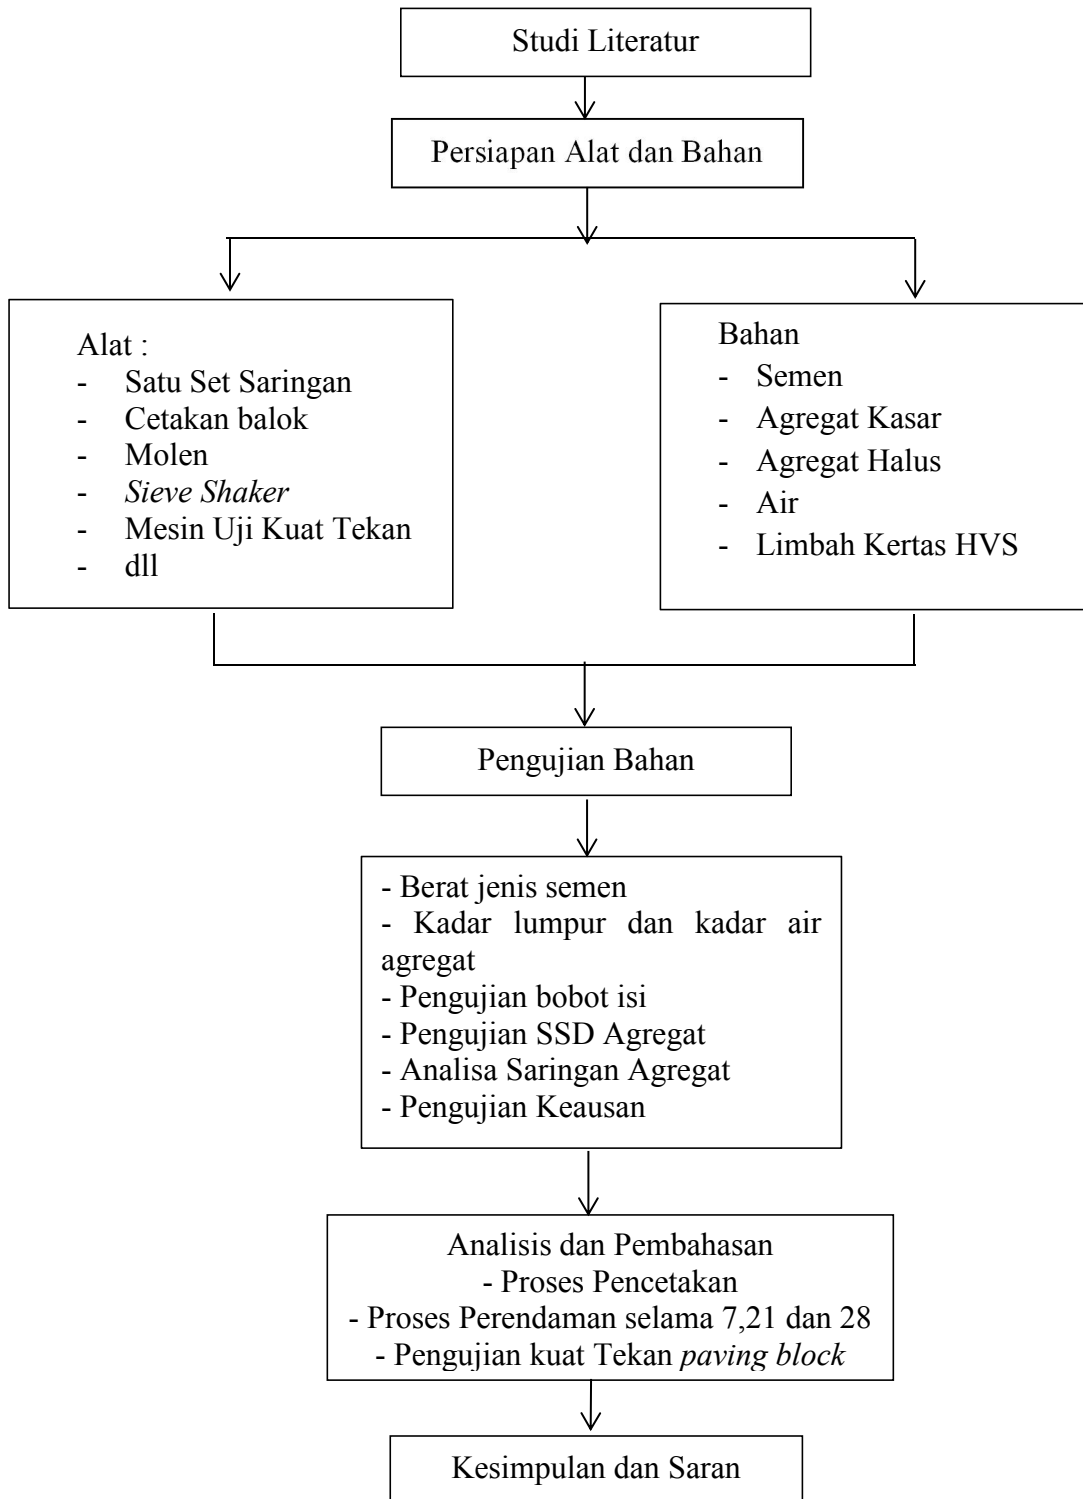 Studi Literatur
Persiapan Alat dan Bahan
Alat :
- Satu Set Saringan
- Cetakan balok
- Molen
- Sieve Shaker
- Mesin Uji Kuat Tekan
- dll
Bahan
- Semen
- Agregat Kasar
- Agregat Halus
- Air
- Limbah Kertas HVS
Pengujian Bahan
- Berat jenis semen
- Kadar lumpur dan kadar air
agregat
- Pengujian bobot isi
- Pengujian SSD Agregat
- Analisa Saringan Agregat
- Pengujian Keausan
Analisis dan Pembahasan
- Proses Pencetakan
- Proses Perendaman selama 7,21 dan 28
- Pengujian kuat Tekan paving block
Kesimpulan dan Saran